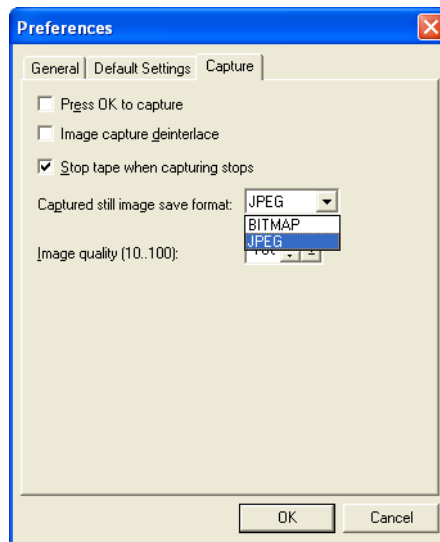 Preferences
General Default Settings Capture
Press OK to capture
Image capture deinterlace
Stop tape when capturing stops
Captured still image save format: JPEG
BITMAP
JPEG
Image quality (10..100):
OK Cancel